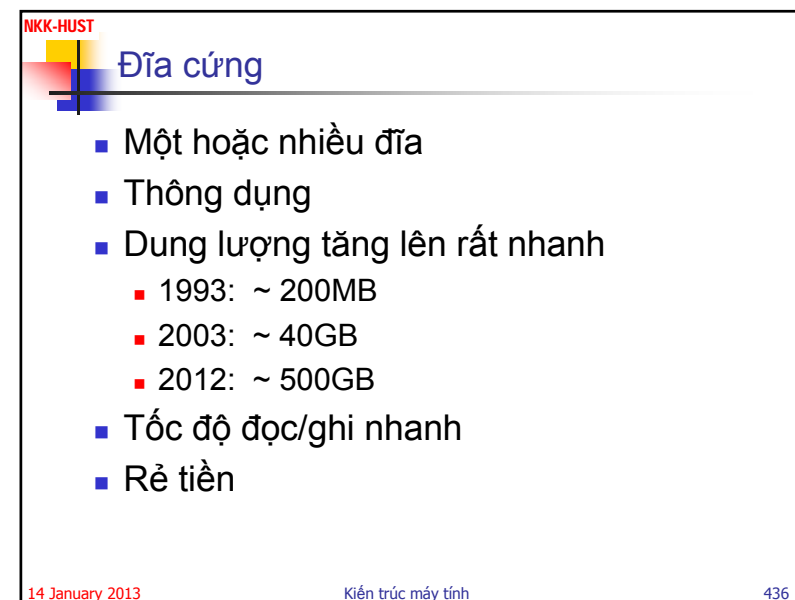 NKK-HUST
Đĩa cứng
Một hoặc nhiều đĩa
Thông dụng
Dung lượng tăng lên rất nhanh
1993: ~ 200MB
2003: ~ 40GB
2012: ~ 500GB
Tốc độ đọc/ghi nhanh
Rẻ tiền
14 January 2013 Kiến trúc máy tính 436